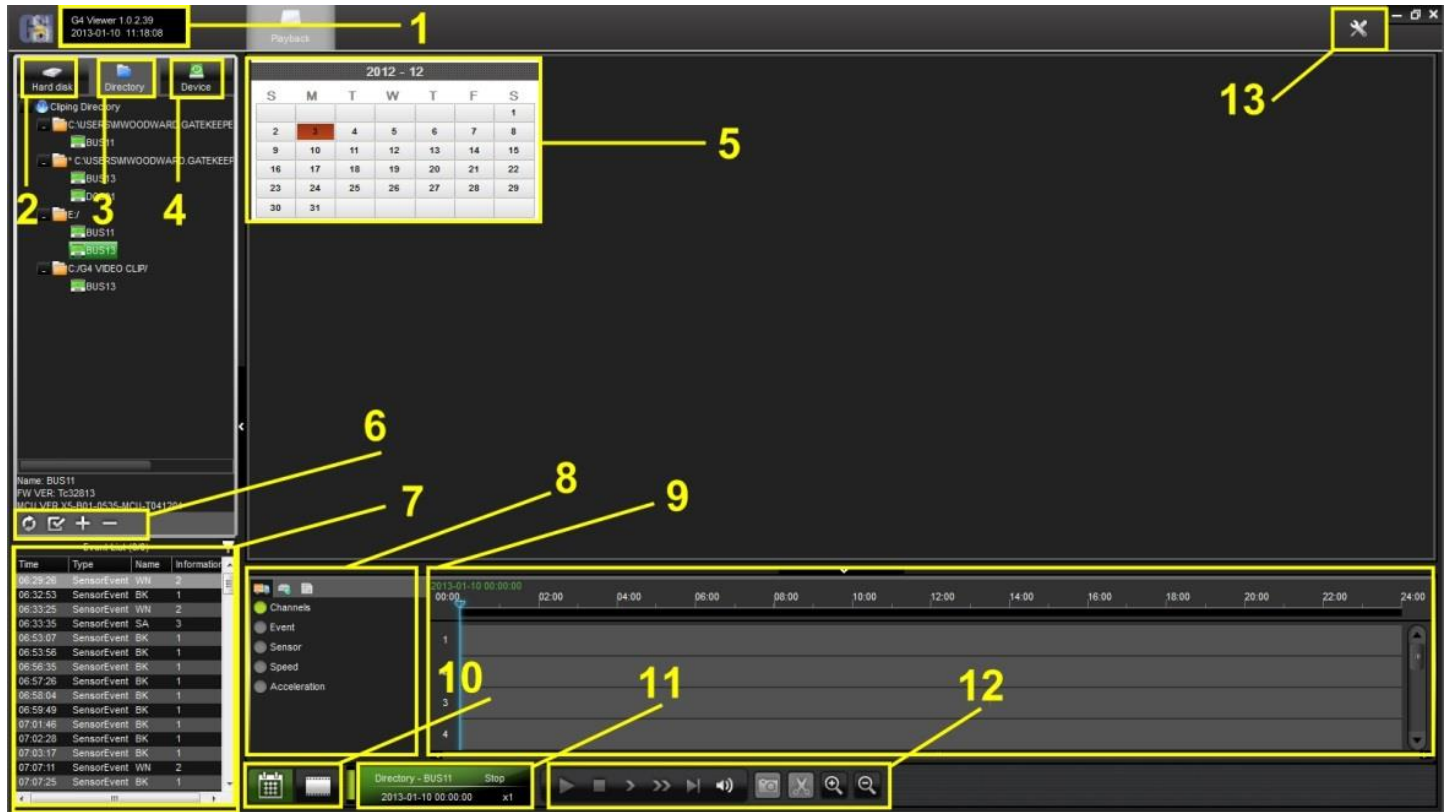 G4 Viewer 1.0.2.39
2013-01-10 11:18:08
1
Playback
13
Hard disk
Directory
Device
2
3
4
Cliping Directory
C:\USERS\MWOODWARD.GATEKEEPE
BUS11
* C:\USERS\MWOODWARD.GATEKEEP
BUS13
E:/
BUS11
BUS13
C:/G4 VIDEO CLIP/
BUS13
2012 - 12
S M T W T F S
1
2 3 4 5 6 7 8
9 10 11 12 13 14 15
16 17 18 19 20 21 22
23 24 25 26 27 28 29
30 31
5
6
7
8
9
Name: BUS11
FW VER: Tc32813
MCU VER X5-B01-0535-MCU-T041201
Event List
Time Type Name Information
06:29:26 SensorEvent WN 2
06:32:53 SensorEvent BK 1
06:33:25 SensorEvent WN 2
06:33:35 SensorEvent SA 3
06:53:07 SensorEvent BK 1
06:53:56 SensorEvent BK 1
06:56:35 SensorEvent BK 1
06:57:26 SensorEvent BK 1
06:58:04 SensorEvent BK 1
06:59:49 SensorEvent BK 1
07:01:46 SensorEvent BK 1
07:02:28 SensorEvent BK 1
07:03:17 SensorEvent BK 1
07:07:11 SensorEvent WN 2
07:07:25 SensorEvent BK 1
Channels
Event
Sensor
Speed
Acceleration
2013-01-10 00:00:00
00:00 02:00 04:00 06:00 08:00 10:00 12:00 14:00 16:00 18:00 20:00 22:00 24:00
1
3
4
10
11
12
Directory - BUS11 Stop
2013-01-10 00:00:00 x1